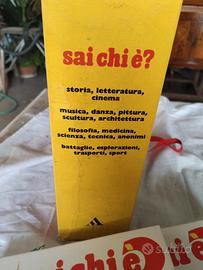 sai chi è?
storia, letteratura,
cinema
musica, danza, pittura,
scultura, architettura
filosofia, medicina,
scienza, tecnica, anonimi
battaglie, esplorazioni,
trasporti, sport
sai chi è?
è?